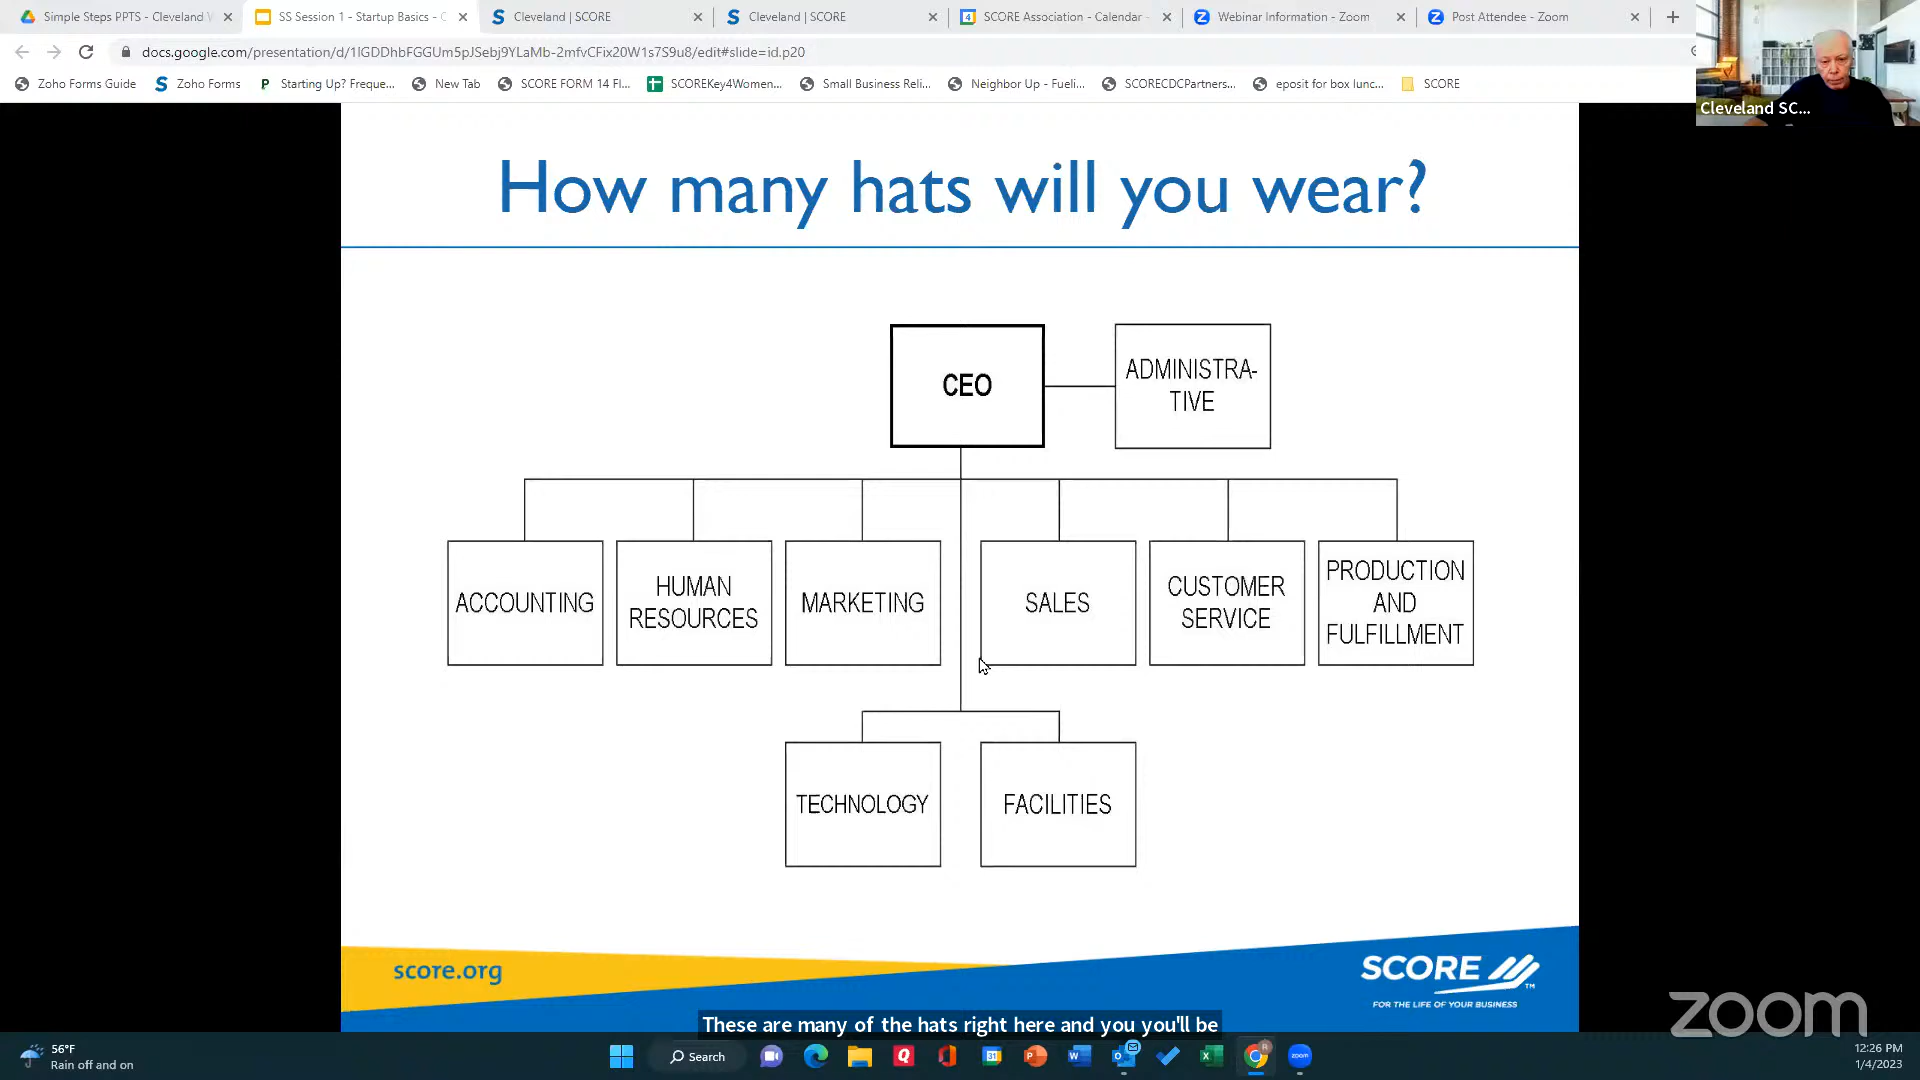 Simple Steps PPTS - Cleveland
SS Session 1 - Startup Basics -
Cleveland | SCORE
Cleveland | SCORE
SCORE Association - Calendar -
Webinar Information - Zoom
Post Attendee - Zoom
docs.google.com/presentation/d/1IGDDhbFGGUm5pJSebj9YLaMb-2mfvCFix20W1s7S9u8/edit#slide=id.p20
Zoho Forms Guide
Zoho Forms
Starting Up? Freque...
New Tab
SCORE FORM 14 Fl...
SCOREKey4Women...
Small Business Reli...
Neighbor Up - Fueli...
SCORECDCPartners...
eposit for box lunc...
SCORE
Cleveland SC...
How many hats will you wear?
CEO
ADMINISTRA-
TIVE
ACCOUNTING
HUMAN
RESOURCES
MARKETING
SALES
CUSTOMER
SERVICE
PRODUCTION
AND
FULFILLMENT
TECHNOLOGY
FACILITIES
score.org
SCORE
TM
FOR THE LIFE OF YOUR BUSINESS
zoom
These are many of the hats right here and you you'll be
56°F
Rain off and on
Search
12:26 PM
1/4/2023